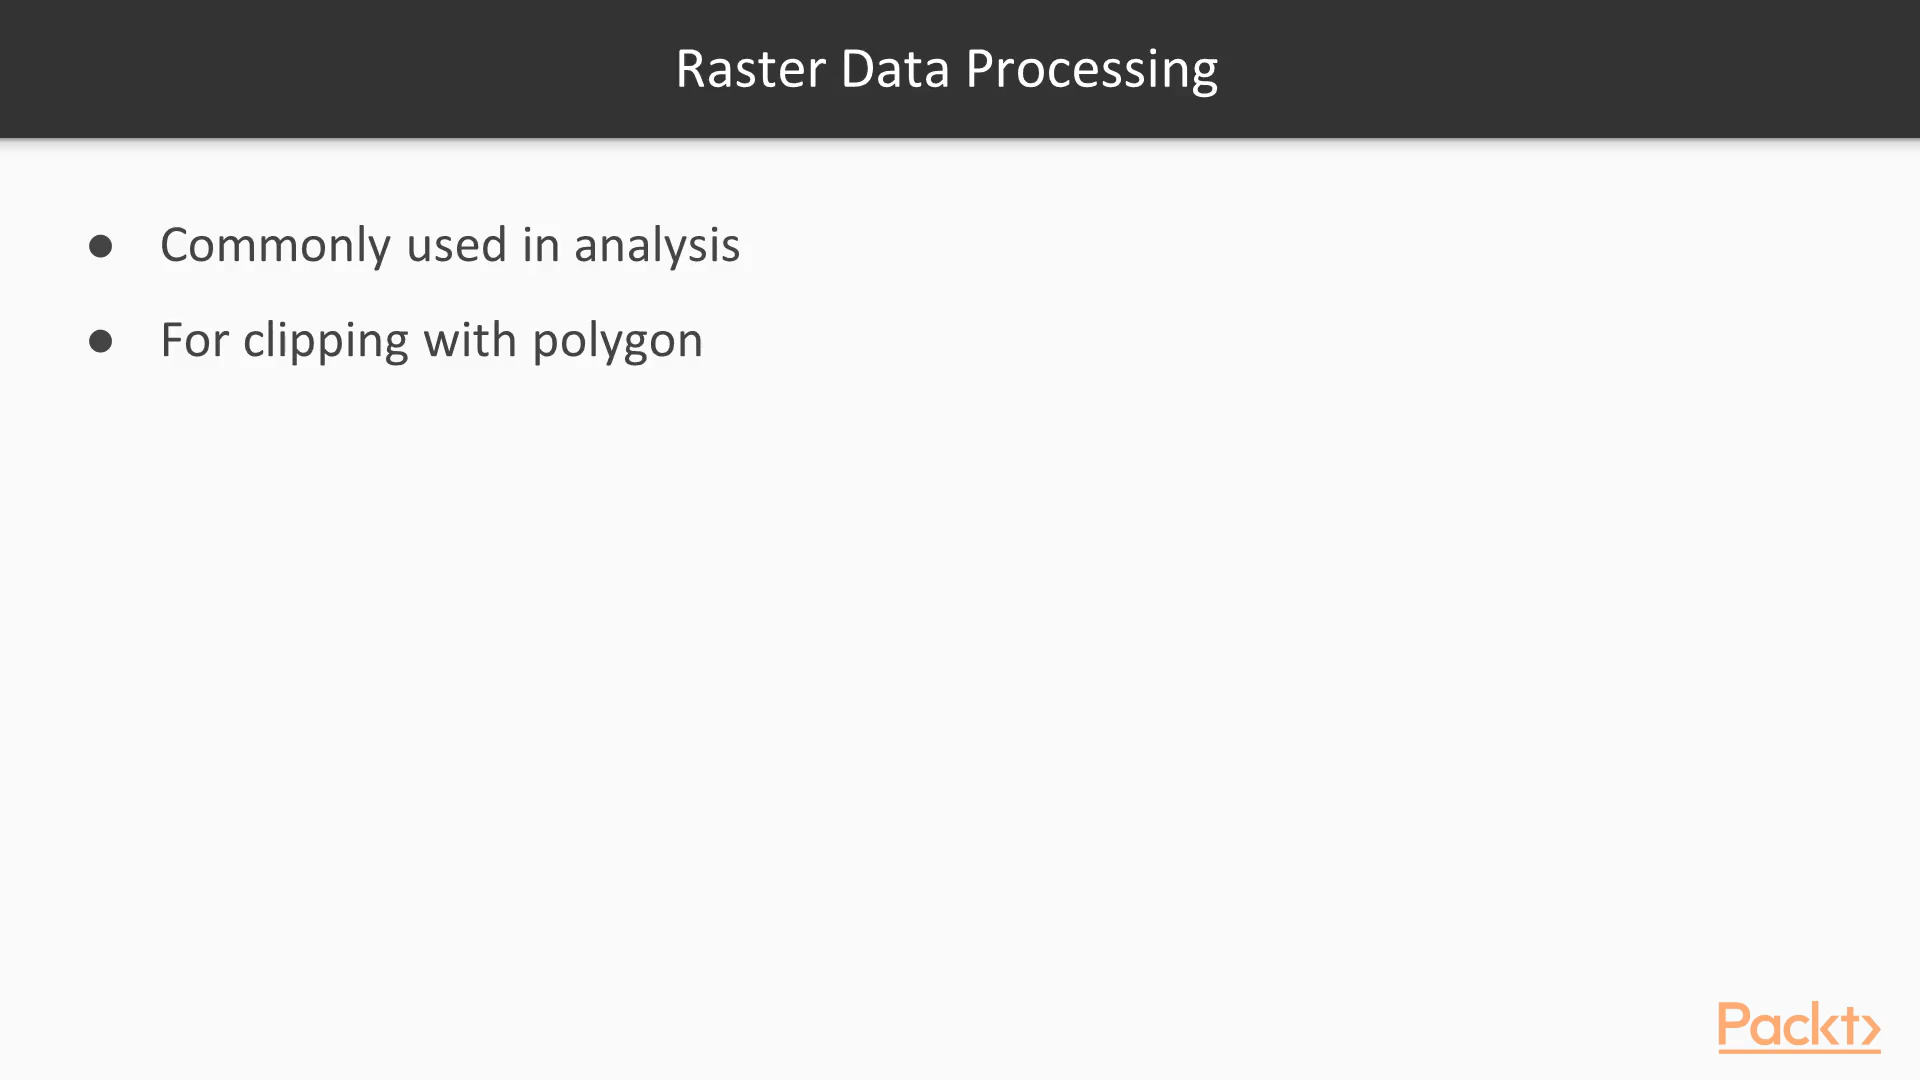 Raster Data Processing
● Commonly used in analysis
● For clipping with polygon
Packt>